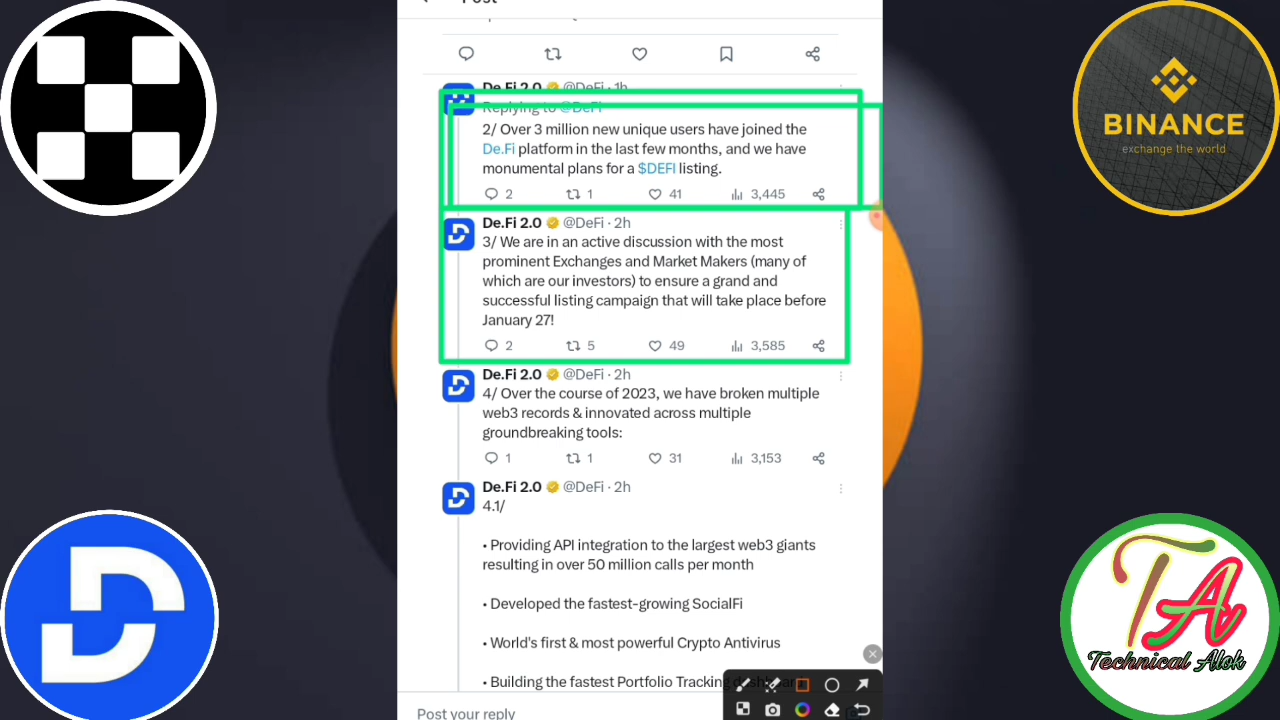 Post
De.Fi 2.0 @DeFi · 1h
Replying to @DeFi
2/ Over 3 million new unique users have joined the
De.Fi platform in the last few months, and we have
monumental plans for a $DEFI listing.
2 1 41 3,445
De.Fi 2.0 @DeFi · 2h
3/ We are in an active discussion with the most
prominent Exchanges and Market Makers (many of
which are our investors) to ensure a grand and
successful listing campaign that will take place before
January 27!
2 5 49 3,585
De.Fi 2.0 @DeFi · 2h
4/ Over the course of 2023, we have broken multiple
web3 records & innovated across multiple
groundbreaking tools:
1 1 31 3,153
De.Fi 2.0 @DeFi · 2h
4.1/
• Providing API integration to the largest web3 giants
resulting in over 50 million calls per month
• Developed the fastest-growing SocialFi
• World's first & most powerful Crypto Antivirus
• Building the fastest Portfolio Tracking dashboard
Post your reply
BINANCE
exchange the world
TA
Technical Alok